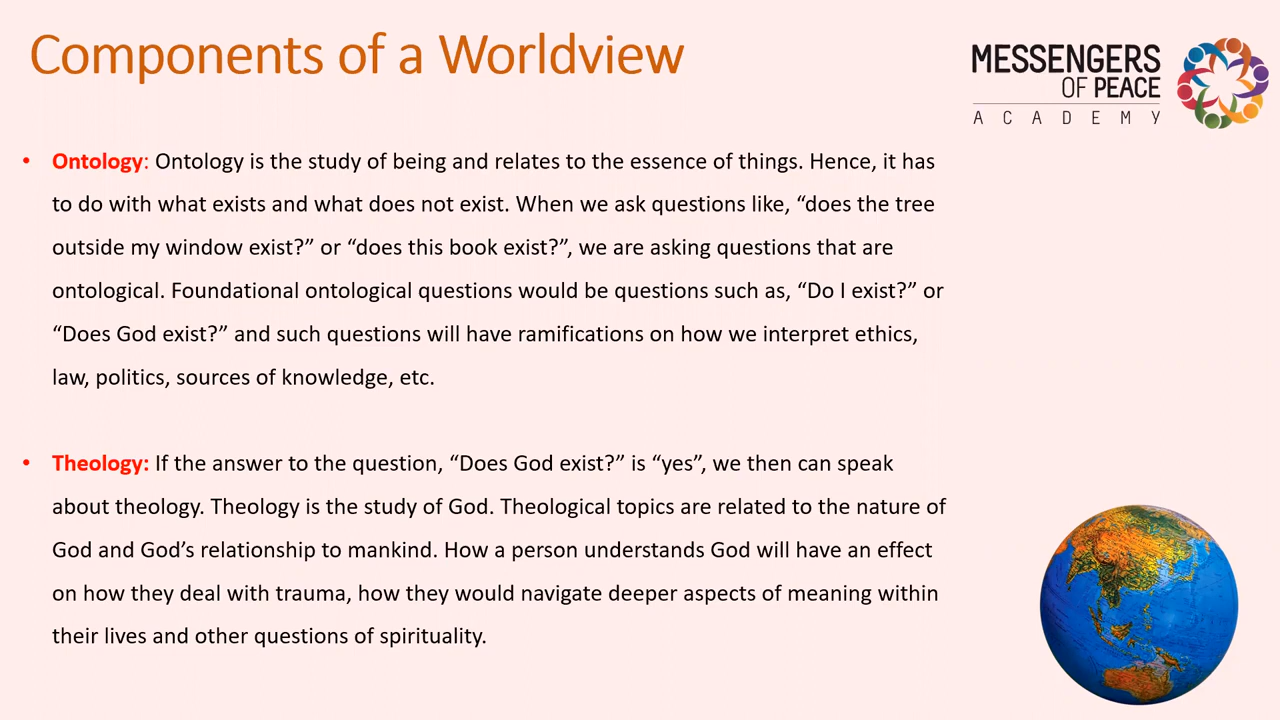 Components of a Worldview
MESSENGERS
OF PEACE
ACADEMY
• Ontology: Ontology is the study of being and relates to the essence of things. Hence, it has
to do with what exists and what does not exist. When we ask questions like, “does the tree
outside my window exist?” or “does this book exist?”, we are asking questions that are
ontological. Foundational ontological questions would be questions such as, “Do I exist?” or
“Does God exist?” and such questions will have ramifications on how we interpret ethics,
law, politics, sources of knowledge, etc.
• Theology: If the answer to the question, “Does God exist?” is “yes”, we then can speak
about theology. Theology is the study of God. Theological topics are related to the nature of
God and God’s relationship to mankind. How a person understands God will have an effect
on how they deal with trauma, how they would navigate deeper aspects of meaning within
their lives and other questions of spirituality.